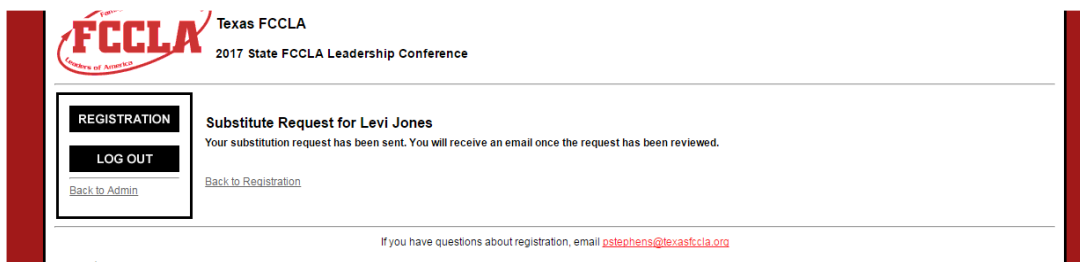 FCCLA
Leaders of America
Texas FCCLA
2017 State FCCLA Leadership Conference
REGISTRATION
LOG OUT
Back to Admin
Substitute Request for Levi Jones
Your substitution request has been sent. You will receive an email once the request has been reviewed.
Back to Registration
If you have questions about registration, email pstephens@texasfccla.org